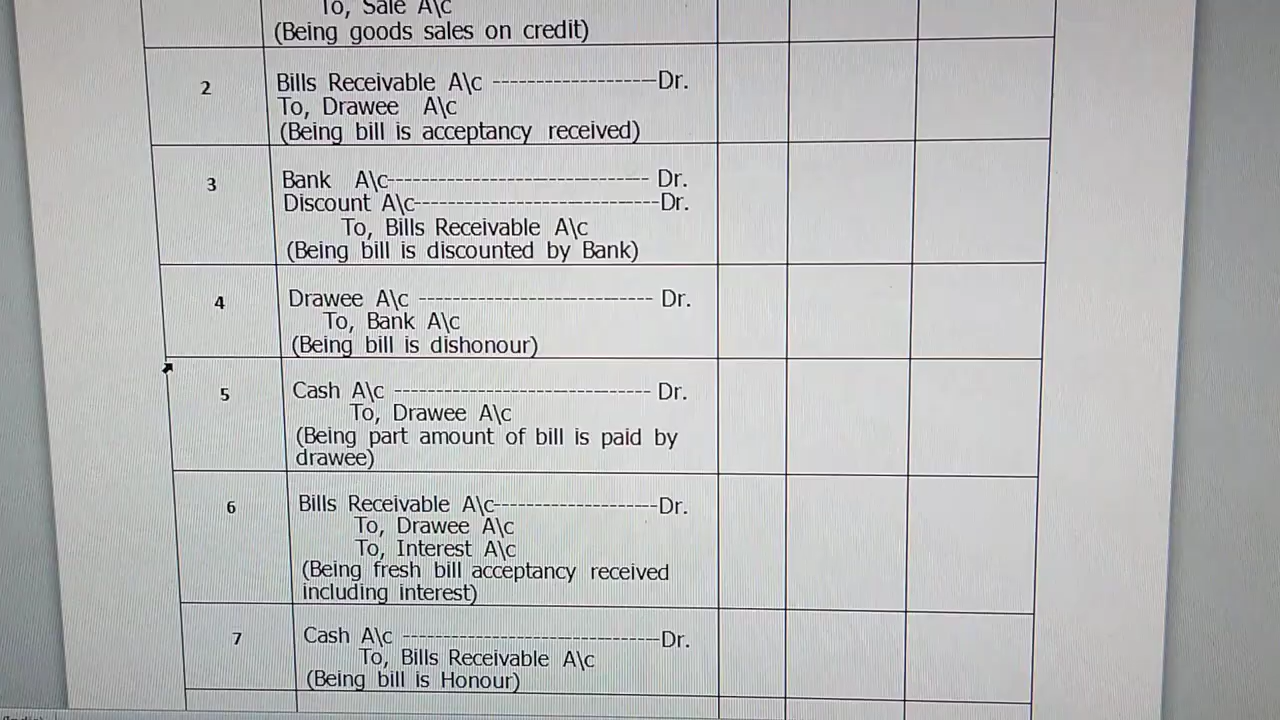 To, Sale A\c
(Being goods sales on credit)
2
Bills Receivable A\c -------------------Dr.
To, Drawee A\c
(Being bill is acceptancy received)
3
Bank A\c------------------------------ Dr.
Discount A\c----------------------------Dr.
To, Bills Receivable A\c
(Being bill is discounted by Bank)
4
Drawee A\c --------------------------- Dr.
To, Bank A\c
(Being bill is dishonour)
5
Cash A\c ----------------------------- Dr.
To, Drawee A\c
(Being part amount of bill is paid by
drawee)
6
Bills Receivable A\c-------------------Dr.
To, Drawee A\c
To, Interest A\c
(Being fresh bill acceptancy received
including interest)
7
Cash A\c -----------------------------Dr.
To, Bills Receivable A\c
(Being bill is Honour)